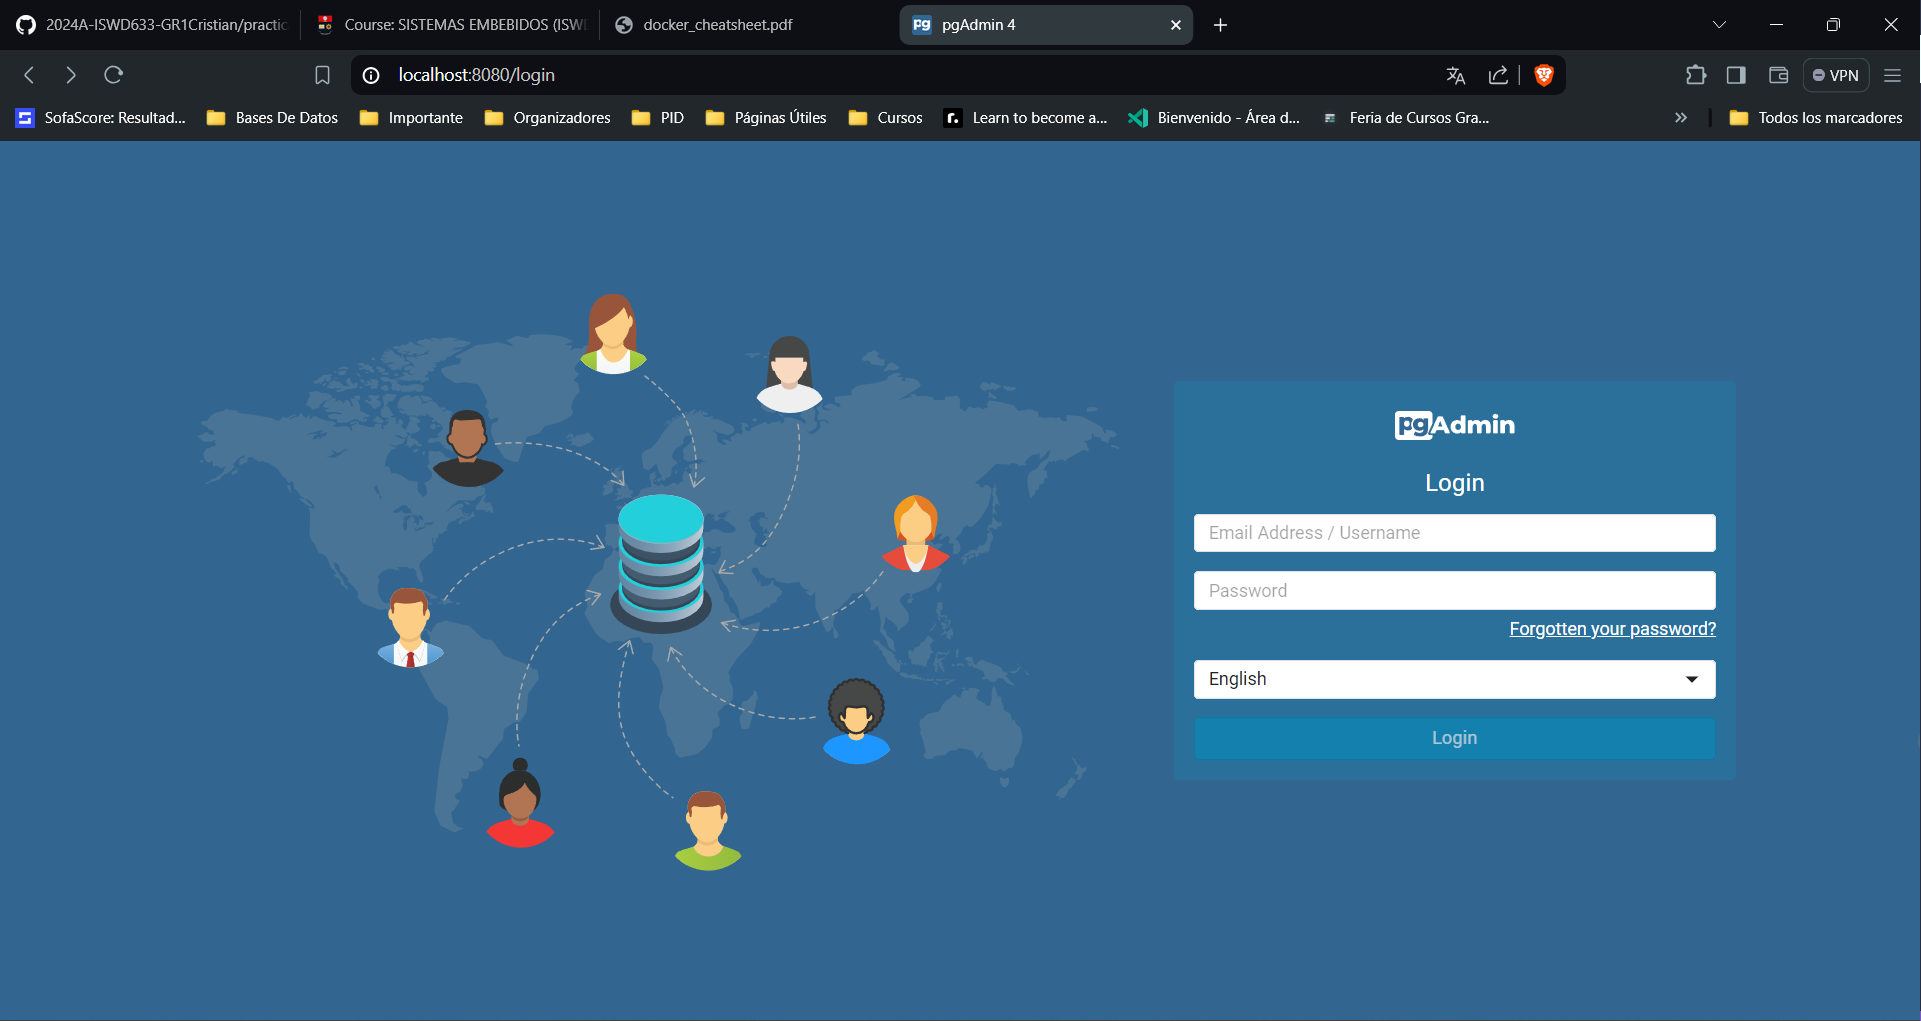 2024A-ISWD633-GR1Cristian/practic
Course: SISTEMAS EMBEBIDOS (ISWD
docker_cheatsheet.pdf
pgAdmin 4
localhost:8080/login
VPN
SofaScore: Resultad...
Bases De Datos
Importante
Organizadores
PID
Páginas Útiles
Cursos
Learn to become a...
Bienvenido - Área d...
Feria de Cursos Gra...
Todos los marcadores
pgAdmin
Login
Email Address / Username
Password
Forgotten your password?
English
Login